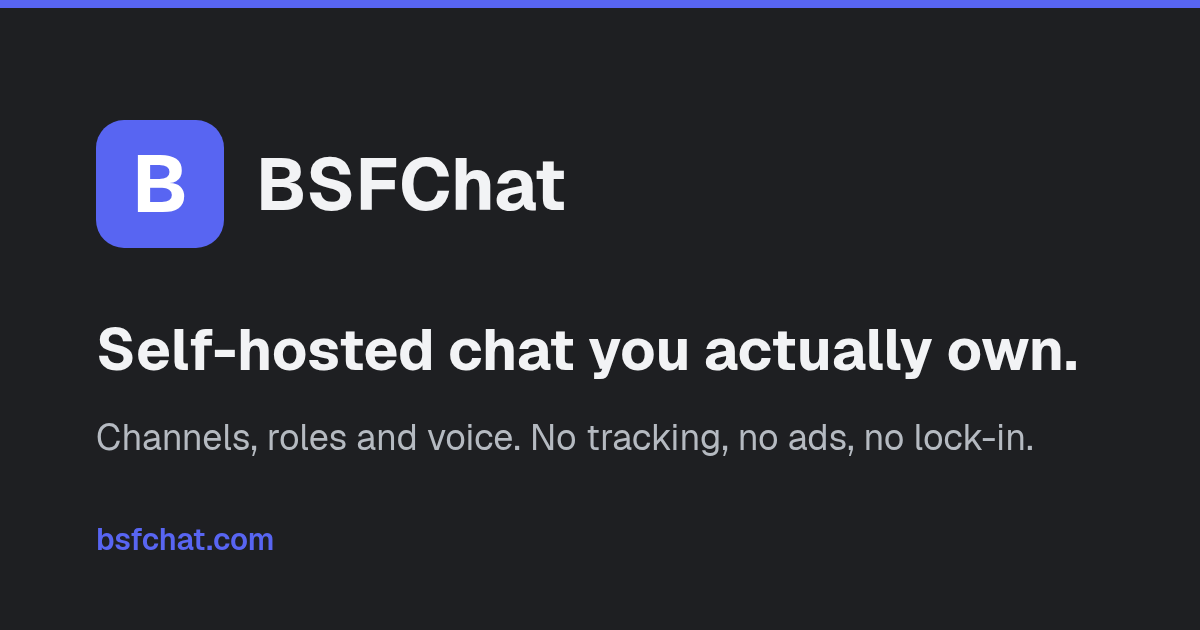 B BSFChat
Self-hosted chat you actually own.
Channels, roles and voice. No tracking, no ads, no lock-in.
bsfchat.com